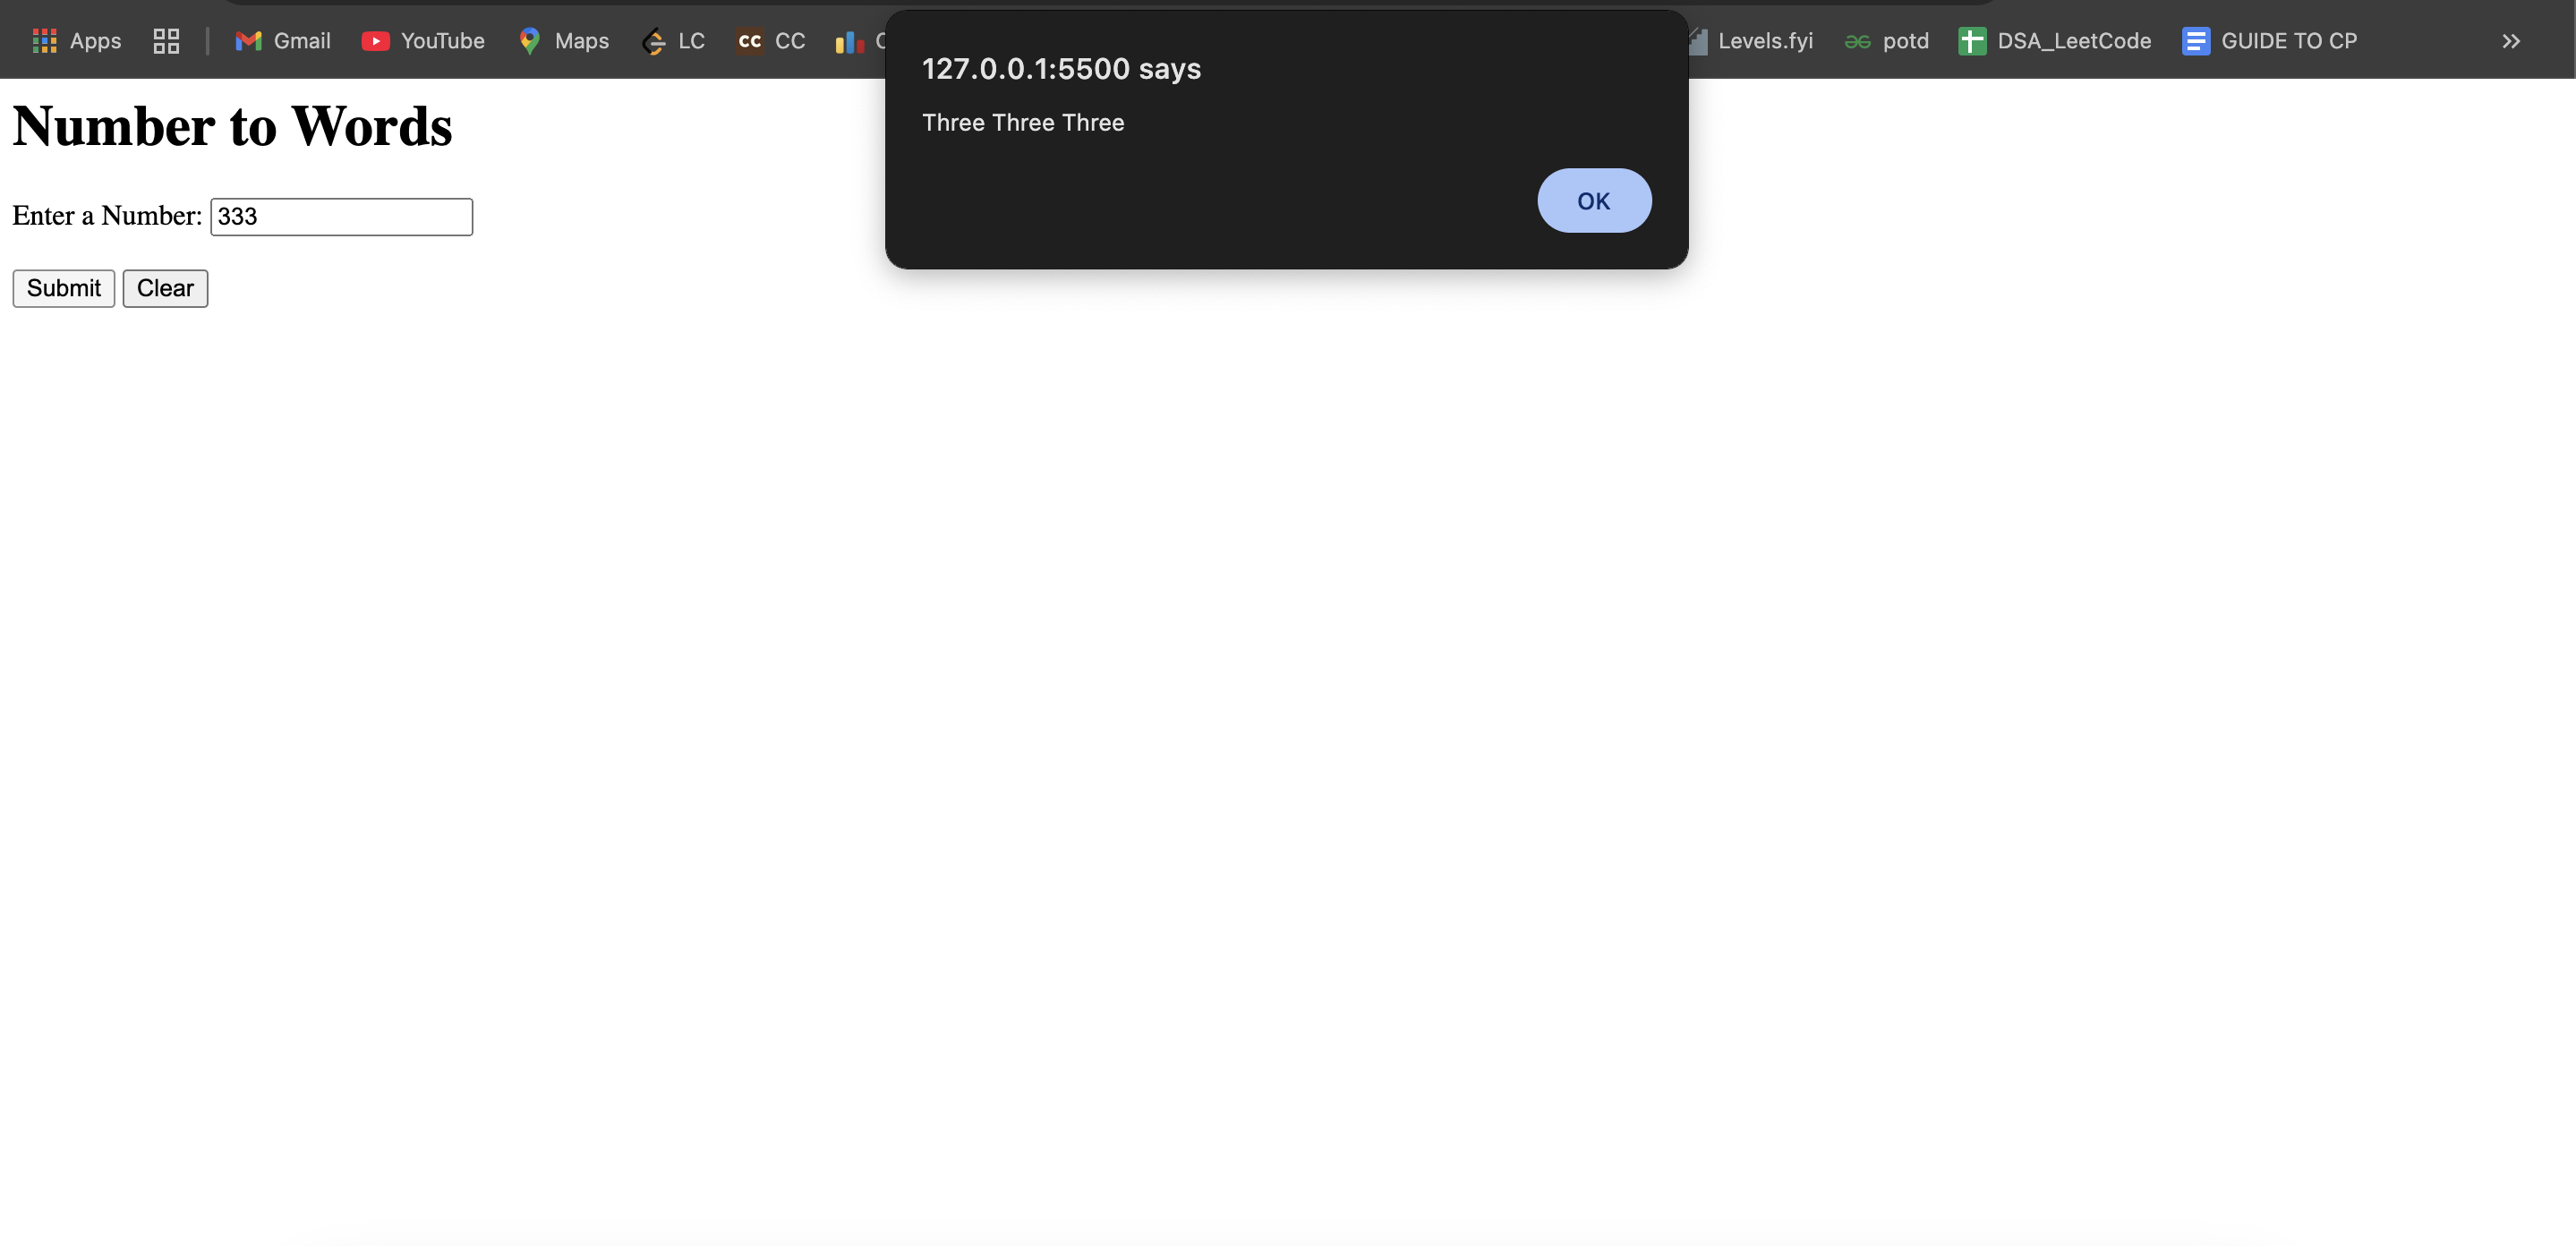 Apps Gmail YouTube Maps LC CC CC Levels.fyi potd DSA_LeetCode GUIDE TO CP
127.0.0.1:5500 says
Three Three Three
OK
Number to Words
Enter a Number: 333
Submit Clear